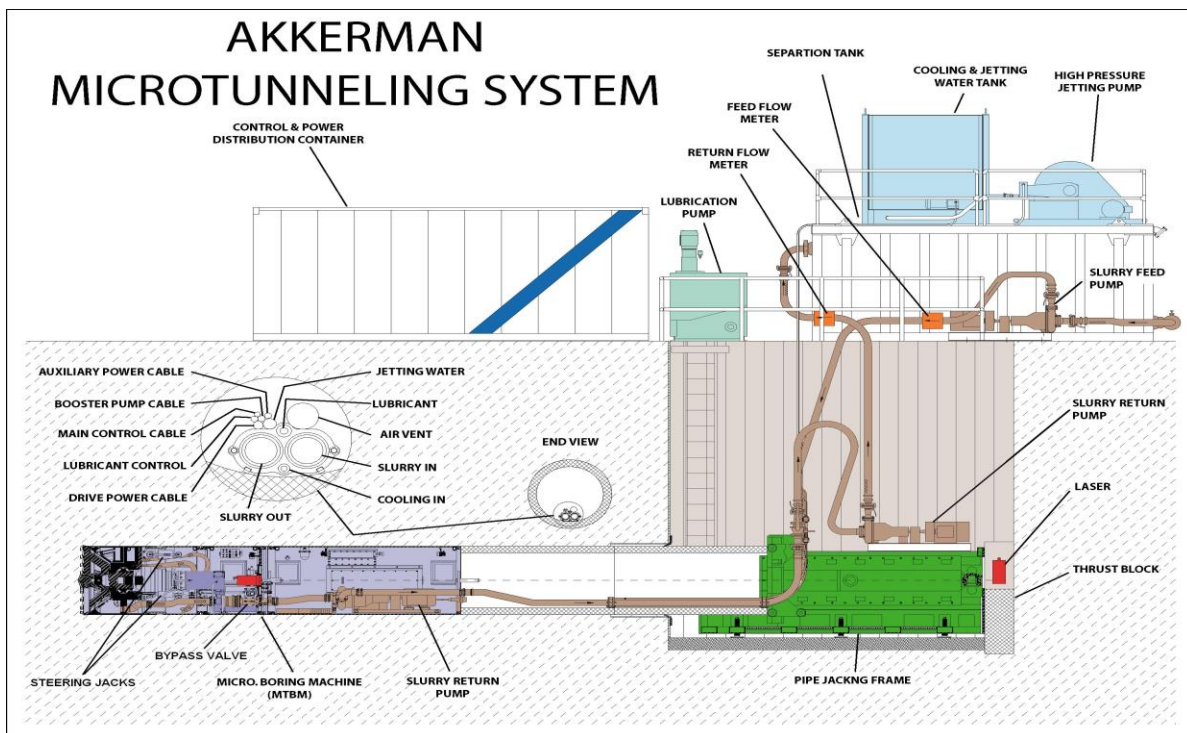 AKKERMAN
MICROTUNNELING SYSTEM
CONTROL & POWER
DISTRIBUTION CONTAINER
SEPARTION TANK
COOLING & JETTING
WATER TANK
HIGH PRESSURE
JETTING PUMP
FEED FLOW
METER
RETURN FLOW
METER
LUBRICATION
PUMP
SLURRY FEED
PUMP
AUXILIARY POWER CABLE
BOOSTER PUMP CABLE
MAIN CONTROL CABLE
LUBRICANT CONTROL
DRIVE POWER CABLE
SLURRY OUT
JETTING WATER
LUBRICANT
AIR VENT
SLURRY IN
COOLING IN
END VIEW
SLURRY RETURN
PUMP
LASER
THRUST BLOCK
STEERING JACKS
BYPASS VALVE
MICRO. BORING MACHINE
(MTBM)
SLURRY RETURN
PUMP
PIPE JACKNG FRAME